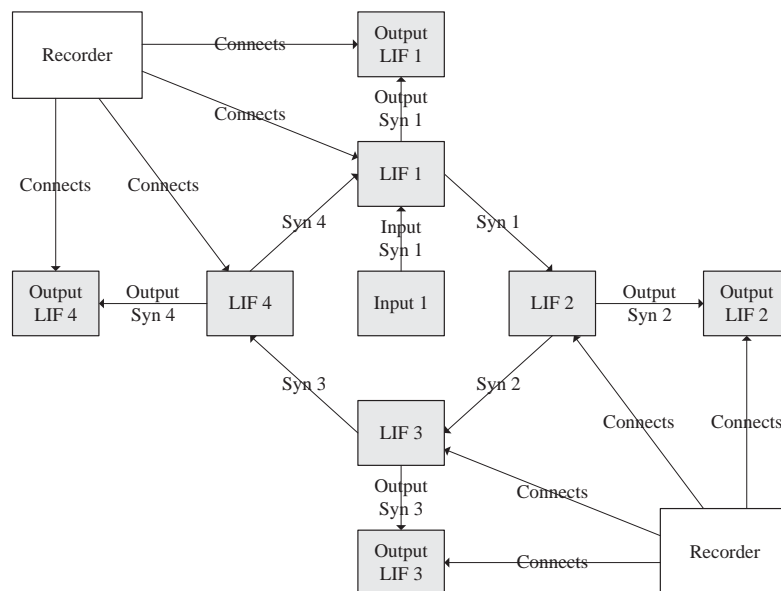 Recorder
Connects
Output
LIF 1
Output
Syn 1
Connects
LIF 1
Connects
Connects
Syn 4
Input
Syn 1
Syn 1
Output
LIF 4
Output
Syn 4
LIF 4
Input 1
LIF 2
Output
Syn 2
Output
LIF 2
Syn 3
Syn 2
LIF 3
Connects
Connects
Output
Syn 3
Connects
Output
LIF 3
Connects
Recorder